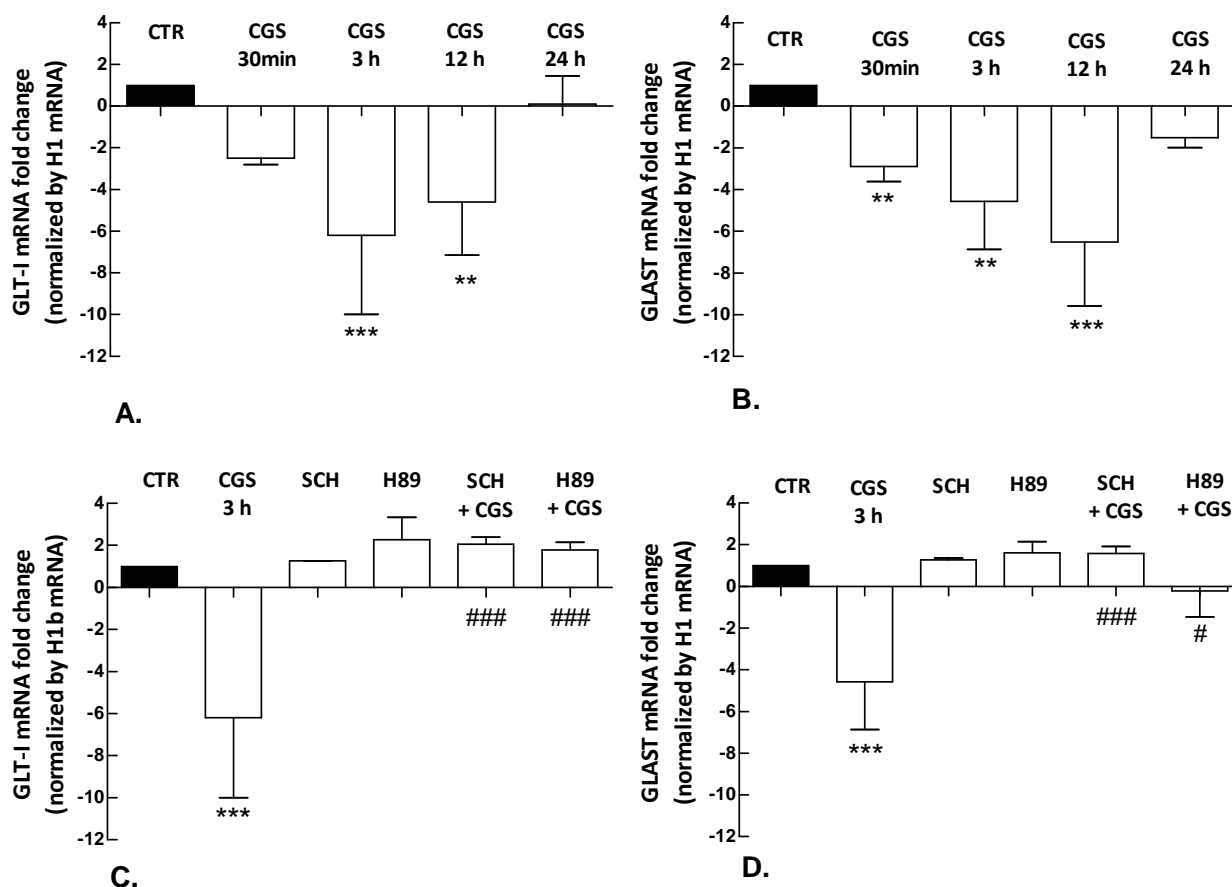 CTR
CGS
30min
CGS
3 h
CGS
12 h
CGS
24 h
4
2
0
-2
-4
-6
-8
-10
-12
GLT-I mRNA fold change
(normalized by H1 mRNA)
***
**
A.
CTR
CGS
30min
CGS
3 h
CGS
12 h
CGS
24 h
4
2
0
-2
-4
-6
-8
-10
-12
GLAST mRNA fold change
(normalized by H1 mRNA)
**
**
***
B.
CTR
CGS
3 h
SCH
H89
SCH
+ CGS
H89
+ CGS
4
2
0
-2
-4
-6
-8
-10
-12
GLT-I mRNA fold change
(normalized by H1b mRNA)
***
###
###
C.
CTR
CGS
3 h
SCH
H89
SCH
+ CGS
H89
+ CGS
4
2
0
-2
-4
-6
-8
-10
-12
GLAST mRNA fold change
(normalized by H1 mRNA)
***
###
#
D.